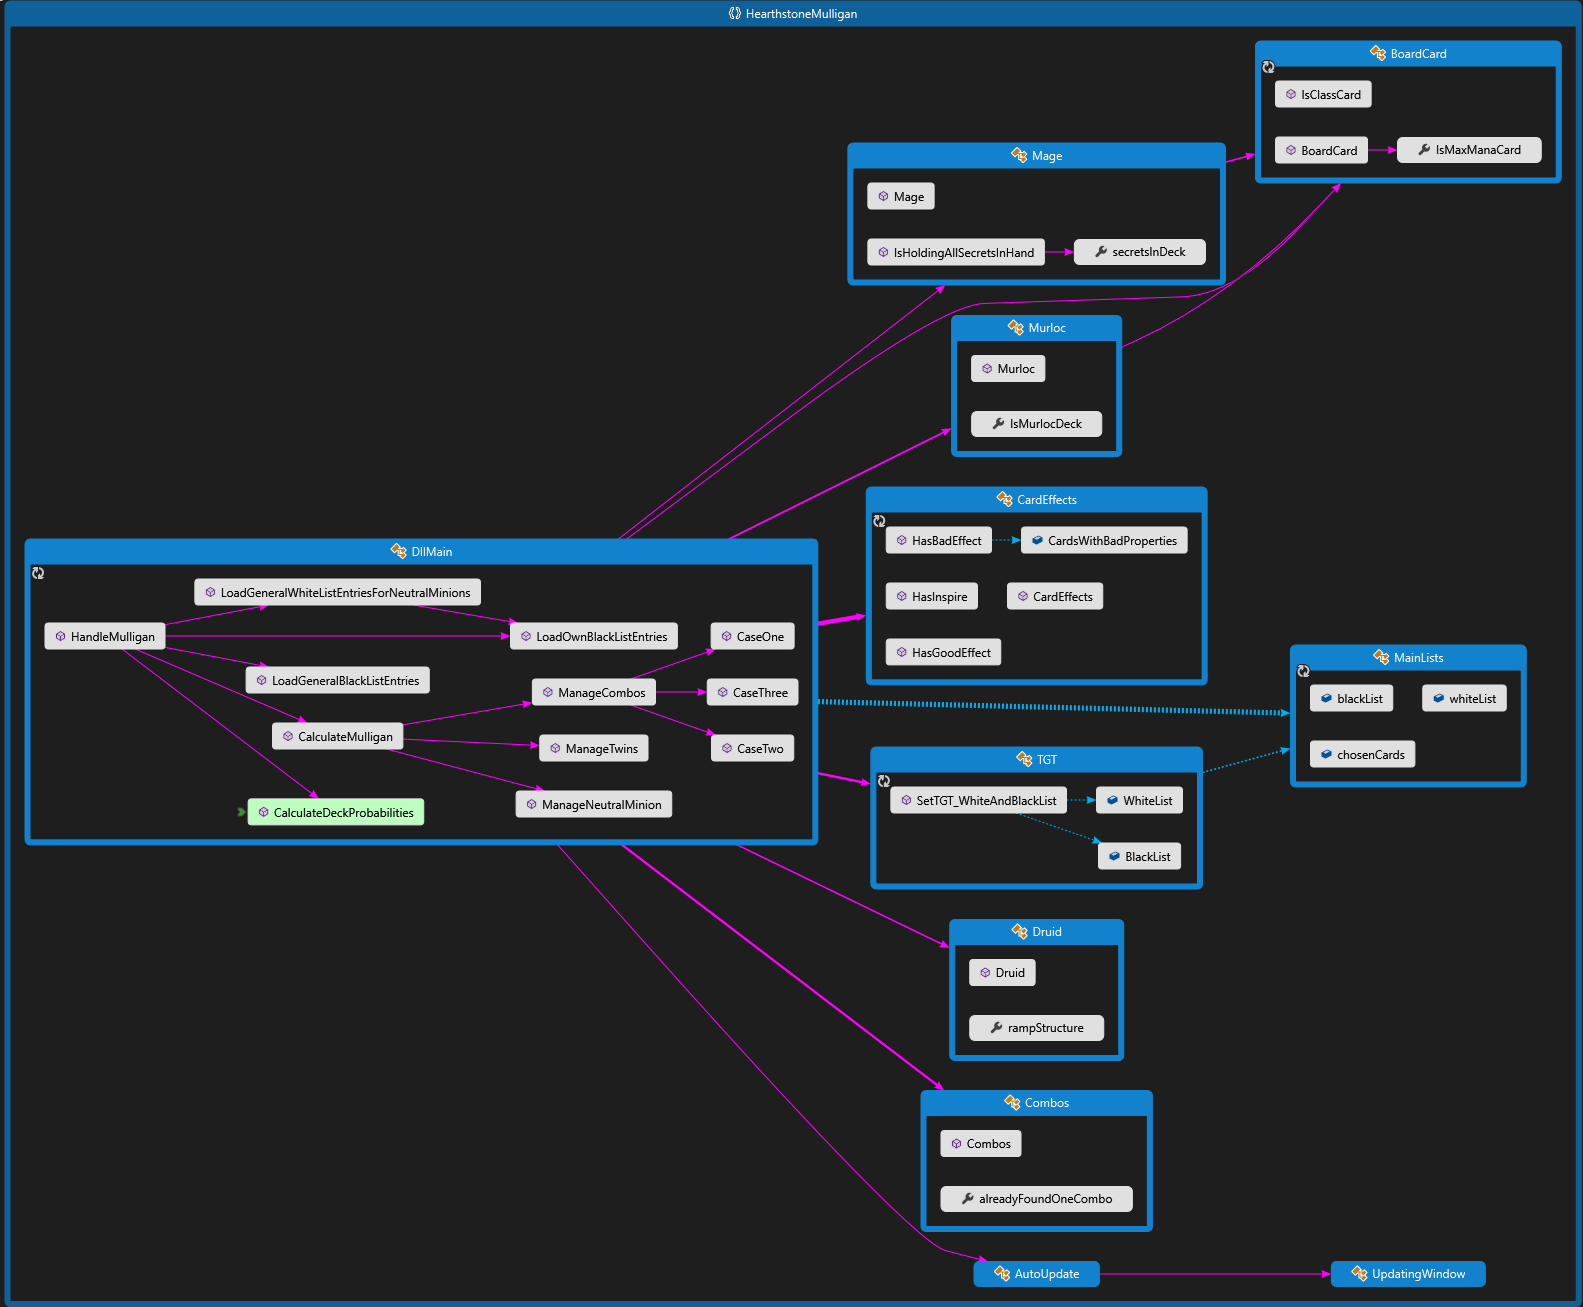 HearthstoneMulligan
BoardCard
IsClassCard
BoardCard
IsMaxManaCard
Mage
Mage
IsHoldingAllSecretsInHand
secretsInDeck
Murloc
Murloc
IsMurlocDeck
CardEffects
HasBadEffect
CardsWithBadProperties
HasInspire
CardEffects
HasGoodEffect
DllMain
LoadGeneralWhiteListEntriesForNeutralMinions
HandleMulligan
LoadOwnBlackListEntries
CaseOne
LoadGeneralBlackListEntries
ManageCombos
CaseThree
CalculateMulligan
ManageTwins
CaseTwo
ManageNeutralMinion
CalculateDeckProbabilities
MainLists
blackList
whiteList
chosenCards
TGT
SetTGT_WhiteAndBlackList
WhiteList
BlackList
Druid
Druid
rampStructure
Combos
Combos
alreadyFoundOneCombo
AutoUpdate
UpdatingWindow